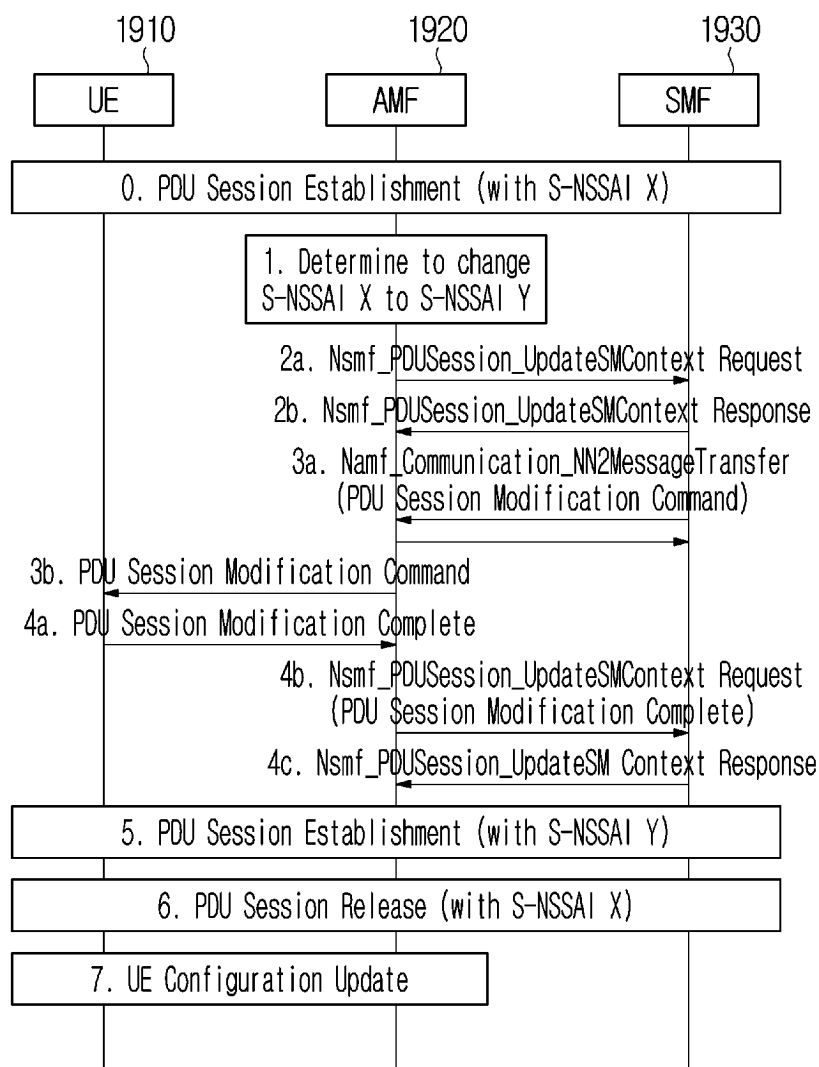 1910
1920
1930
UE
AMF
SMF
0. PDU Session Establishment (with S-NSSAI X)
1. Determine to change
S-NSSAI X to S-NSSAI Y
2a. Nsmf_PDUSession_UpdateSMContext Request
2b. Nsmf_PDUSession_UpdateSMContext Response
3a. Namf_Communication_NN2MessageTransfer
(PDU Session Modification Command)
3b. PDU Session Modification Command
4a. PDU Session Modification Complete
4b. Nsmf_PDUSession_UpdateSMContext Request
(PDU Session Modification Complete)
4c. Nsmf_PDUSession_UpdateSM Context Response
5. PDU Session Establishment (with S-NSSAI Y)
6. PDU Session Release (with S-NSSAI X)
7. UE Configuration Update